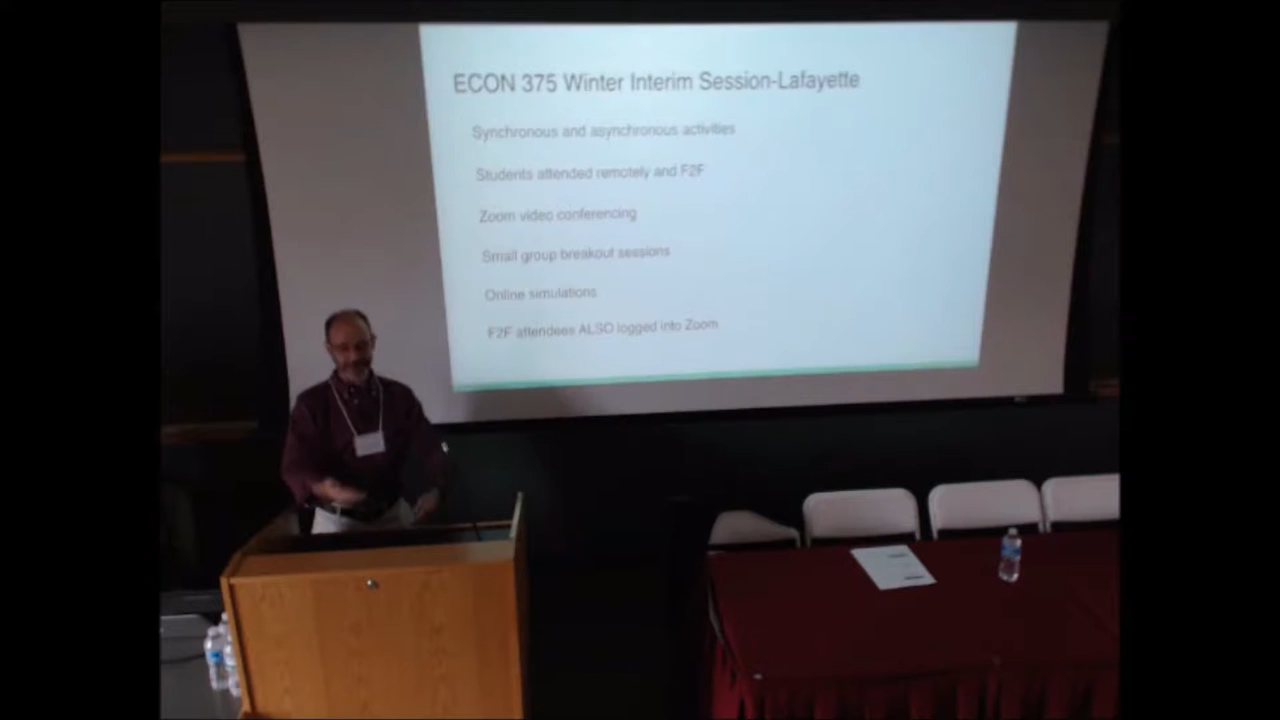 ECON 375 Winter Interim Session-Lafayette
Synchronous and asynchronous activities
Students attended remotely and F2F
Zoom video conferencing
Small group breakout sessions
Online simulations
F2F attendees ALSO logged into Zoom